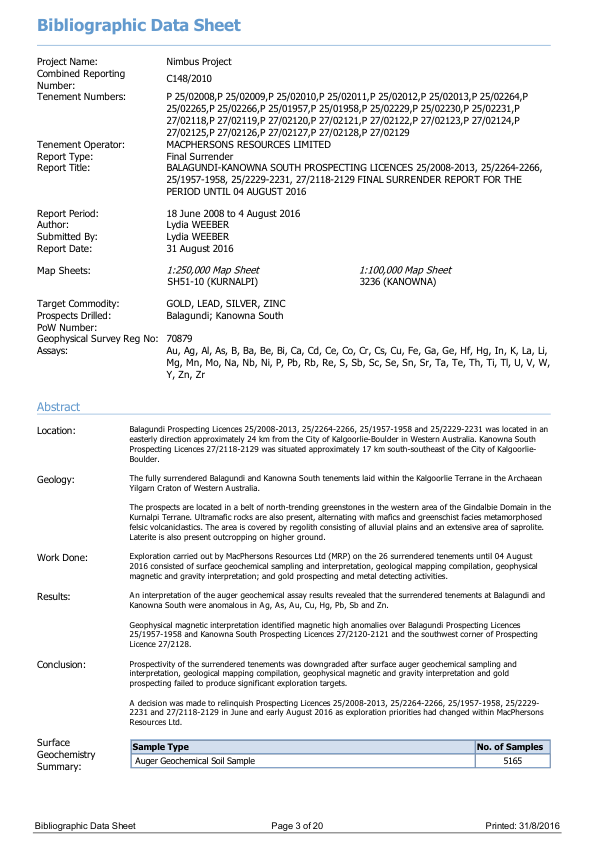 Bibliographic Data Sheet
Project Name: Nimbus Project
Combined Reporting Number: C148/2010
Tenement Numbers: P 25/02008,P 25/02009,P 25/02010,P 25/02011,P 25/02012,P 25/02013,P 25/02264,P
25/02265,P 25/02266,P 25/01957,P 25/01958,P 25/02229,P 25/02230,P 25/02231,P
27/02118,P 27/02119,P 27/02120,P 27/02121,P 27/02122,P 27/02123,P 27/02124,P
27/02125,P 27/02126,P 27/02127,P 27/02128,P 27/02129
Tenement Operator: MACPHERSONS RESOURCES LIMITED
Report Type: Final Surrender
Report Title: BALAGUNDI-KANOWNA SOUTH PROSPECTING LICENCES 25/2008-2013, 25/2264-2266,
25/1957-1958, 25/2229-2231, 27/2118-2129 FINAL SURRENDER REPORT FOR THE
PERIOD UNTIL 04 AUGUST 2016
Report Period: 18 June 2008 to 4 August 2016
Author: Lydia WEEBER
Submitted By: Lydia WEEBER
Report Date: 31 August 2016
Map Sheets: 1:250,000 Map Sheet 1:100,000 Map Sheet
SH51-10 (KURNALPI) 3236 (KANOWNA)
Target Commodity: GOLD, LEAD, SILVER, ZINC
Prospects Drilled: Balagundi; Kanowna South
PoW Number:
Geophysical Survey Reg No: 70879
Assays: Au, Ag, Al, As, B, Ba, Be, Bi, Ca, Cd, Ce, Co, Cr, Cs, Cu, Fe, Ga, Ge, Hf, Hg, In, K, La, Li,
Mg, Mn, Mo, Na, Nb, Ni, P, Pb, Rb, Re, S, Sb, Sc, Se, Sn, Sr, Ta, Te, Th, Ti, Tl, U, V, W,
Y, Zn, Zr
Abstract
Location: Balagundi Prospecting Licences 25/2008-2013, 25/2264-2266, 25/1957-1958 and 25/2229-2231 was located in an
easterly direction approximately 24 km from the City of Kalgoorlie-Boulder in Western Australia. Kanowna South
Prospecting Licences 27/2118-2129 was situated approximately 17 km south-southeast of the City of Kalgoorlie-
Boulder.
Geology: The fully surrendered Balagundi and Kanowna South tenements laid within the Kalgoorlie Terrane in the Archaean
Yilgarn Craton of Western Australia.
The prospects are located in a belt of north-trending greenstones in the western area of the Gindalbie Domain in the
Kurnalpi Terrane. Ultramafic rocks are also present, alternating with mafics and greenschist facies metamorphosed
felsic volcanidastics. The area is covered by regolith consisting of alluvial plains and an extensive area of saprolite.
Laterite is also present outcropping on higher ground.
Work Done: Exploration carried out by MacPhersons Resources Ltd (MRP) on the 26 surrendered tenements until 04 August
2016 consisted of surface geochemical sampling and interpretation, geological mapping compilation, geophysical
magnetic and gravity interpretation; and gold prospecting and metal detecting activities.
Results: An interpretation of the auger geochemical assay results revealed that the surrendered tenements at Balagundi and
Kanowna South were anomalous in Ag, As, Au, Cu, Hg, Pb, Sb and Zn.
Geophysical magnetic interpretation identified magnetic high anomalies over Balagundi Prospecting Licences
25/1957-1958 and Kanowna South Prospecting Licences 27/2120-2121 and the southwest corner of Prospecting
Licence 27/2128.
Conclusion: Prospectivity of the surrendered tenements was downgraded after surface auger geochemical sampling and
interpretation, geological mapping compilation, geophysical magnetic and gravity interpretation and gold
prospecting failed to produce significant exploration targets.
A decision was made to relinquish Prospecting Licences 25/2008-2013, 25/2264-2266, 25/1957-1958, 25/2229-
2231 and 27/2118-2129 in June and early August 2016 as exploration priorities had changed within MacPhersons
Resources Ltd.
Surface
Geochemistry
Summary:
Sample Type No. of Samples
Auger Geochemical Soil Sample 5165
Bibliographic Data Sheet Page 3 of 20 Printed: 31/8/2016